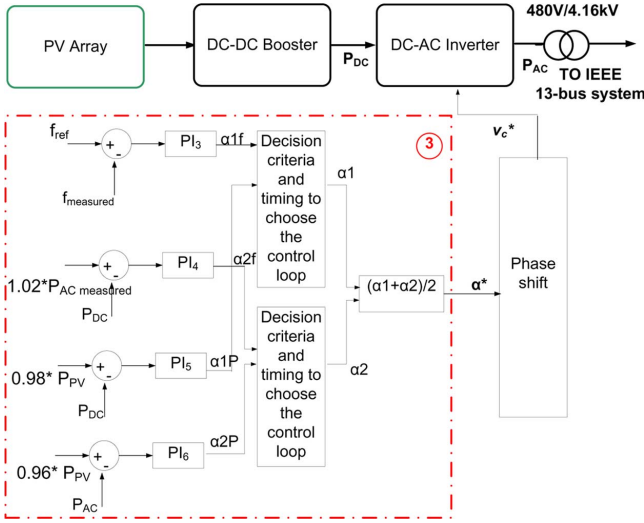 480V/4.16kV
PV Array
DC-DC Booster
DC-AC Inverter
P_DC
P_AC
TO IEEE
13-bus system
v_c*
3
f_ref
+
-
f_measured
PI_3
α1f
Decision
criteria
and
timing to
choose
the
control
loop
α1
1.02*P_AC measured
+
-
P_DC
PI_4
α2f
(α1+α2)/2
α*
Phase
shift
0.98* P_PV
+
-
P_DC
PI_5
α1P
Decision
criteria
and
timing to
choose
the
control
loop
α2
0.96* P_PV
+
-
P_AC
PI_6
α2P